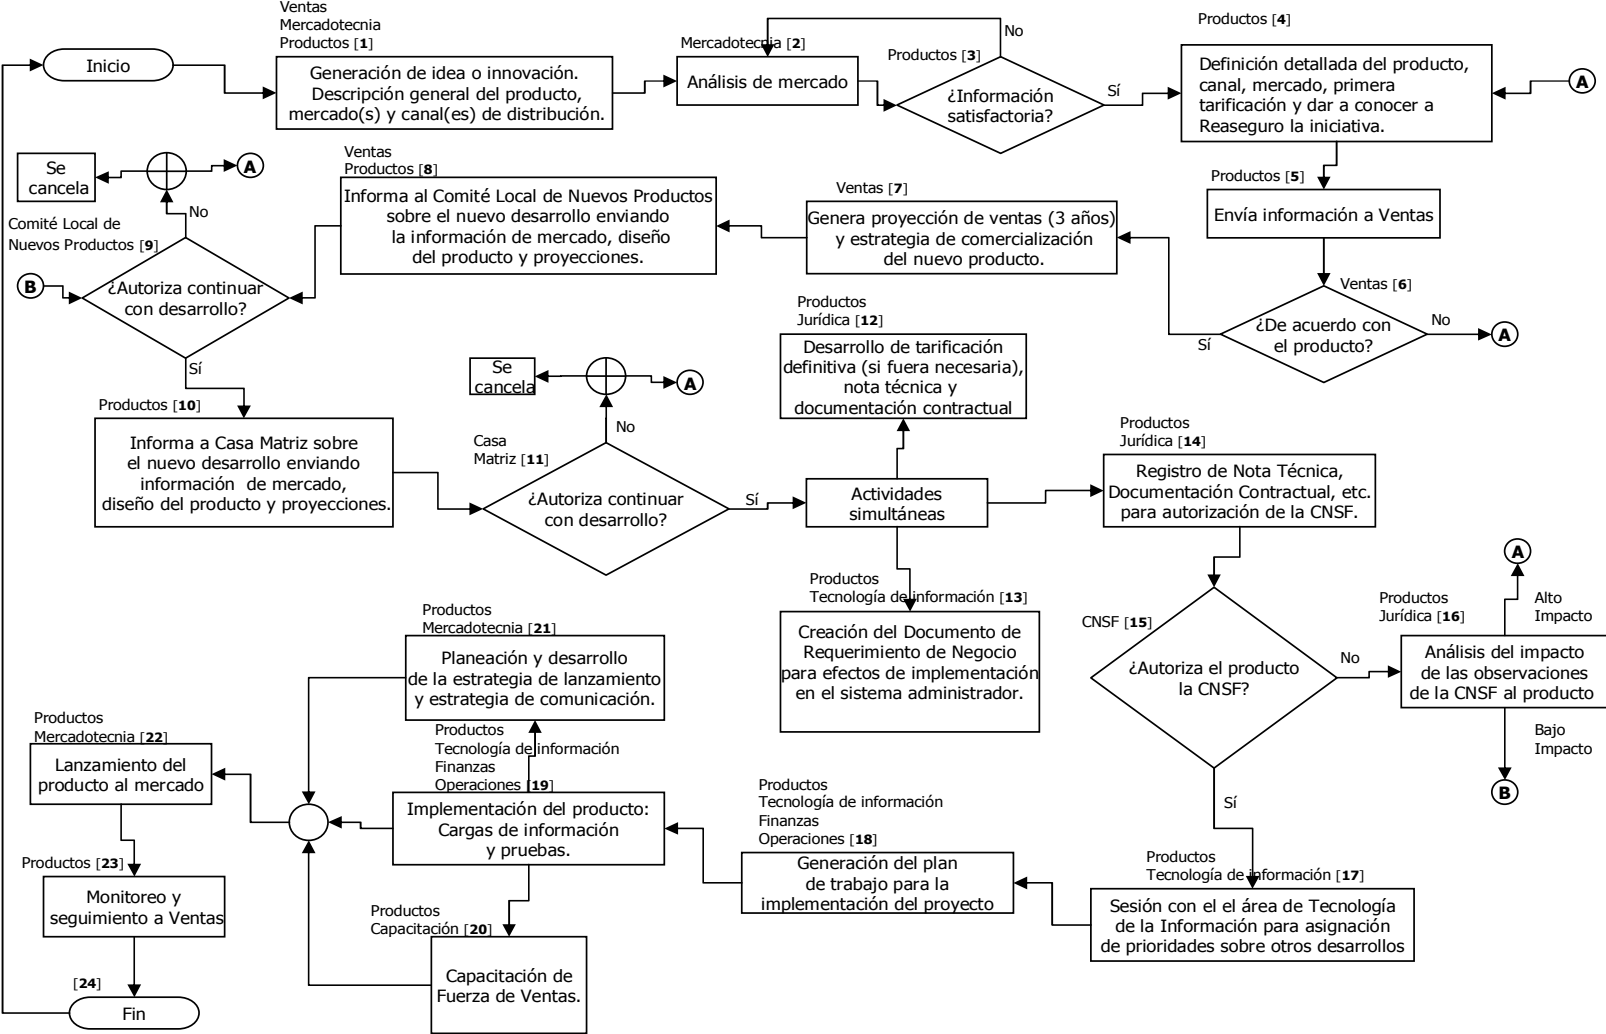 Ventas
Mercadotecnia
Productos [1]
Inicio
Generación de idea o innovación.
Descripción general del producto,
mercado(s) y canal(es) de distribución.
Mercadotecnia [2]
Análisis de mercado
Productos [3]
No
¿Información
satisfactoria?
Sí
Productos [4]
Definición detallada del producto,
canal, mercado, primera
tarificación y dar a conocer a
Reaseguro la iniciativa.
A
Productos [5]
Envía información a Ventas
Ventas [6]
¿De acuerdo con
el producto?
No
A
Sí
Ventas [7]
Genera proyección de ventas (3 años)
y estrategia de comercialización
del nuevo producto.
Ventas
Productos [8]
Informa al Comité Local de Nuevos Productos
sobre el nuevo desarrollo enviando
la información de mercado, diseño
del producto y proyecciones.
Se
cancela
A
No
Comité Local de
Nuevos Productos [9]
B
¿Autoriza continuar
con desarrollo?
Sí
Productos [10]
Informa a Casa Matriz sobre
el nuevo desarrollo enviando
información  de mercado,
diseño del producto y proyecciones.
Se
cancela
A
No
Casa
Matriz [11]
¿Autoriza continuar
con desarrollo?
Sí
Productos
Jurídica [12]
Desarrollo de tarificación
definitiva (si fuera necesaria),
nota técnica y
documentación contractual
Actividades
simultáneas
Productos
Tecnología de información [13]
Creación del Documento de
Requerimiento de Negocio
para efectos de implementación
en el sistema administrador.
Productos
Jurídica [14]
Registro de Nota Técnica,
Documentación Contractual, etc.
para autorización de la CNSF.
CNSF [15]
¿Autoriza el producto
la CNSF?
No
Sí
A
Alto
Impacto
Productos
Jurídica [16]
Análisis del impacto
de las observaciones
de la CNSF al producto
Bajo
Impacto
B
Productos
Tecnología de información [17]
Sesión con el el área de Tecnología
de la Información para asignación
de prioridades sobre otros desarrollos
Productos
Tecnología de información
Finanzas
Operaciones [18]
Generación del plan
de trabajo para la
implementación del proyecto
Productos
Tecnología de información
Finanzas
Operaciones [19]
Implementación del producto:
Cargas de información
y pruebas.
Productos
Capacitación [20]
Capacitación de
Fuerza de Ventas.
Productos
Mercadotecnia [21]
Planeación y desarrollo
de la estrategia de lanzamiento
y estrategia de comunicación.
Productos
Mercadotecnia [22]
Lanzamiento del
producto al mercado
Productos [23]
Monitoreo y
seguimiento a Ventas
[24]
Fin